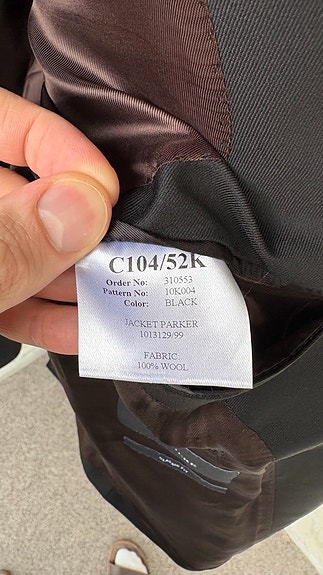 C104/52K
Order No: 310553
Pattern No: 10K004
Color: BLACK
JACKET PARKER
1013129/99
FABRIC
100% WOOL